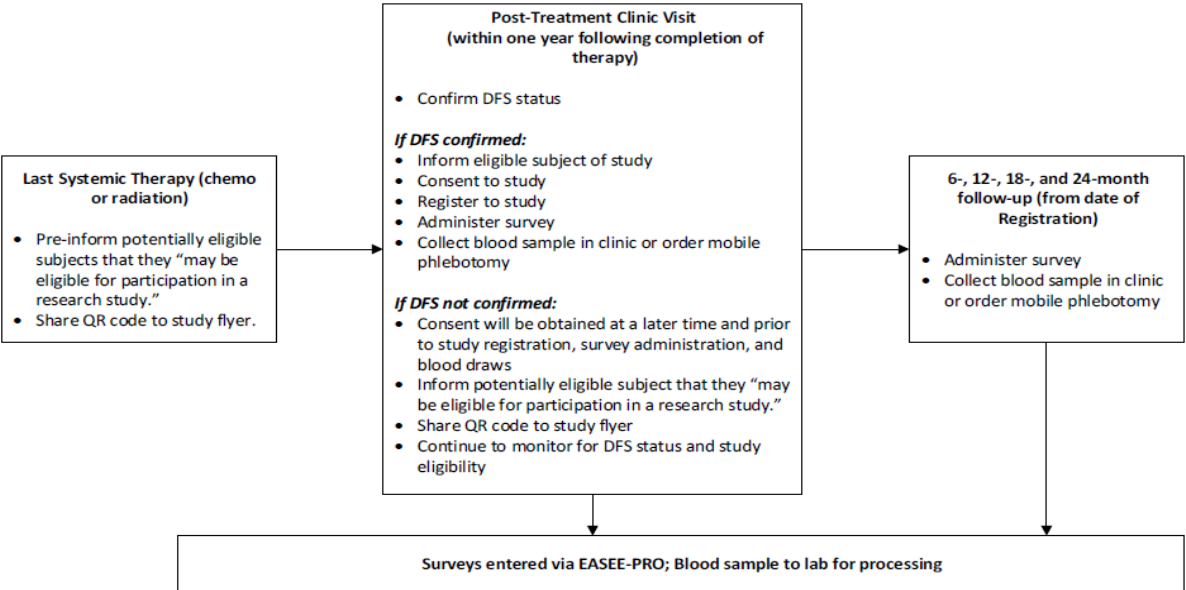 Last Systemic Therapy (chemo
or radiation)
• Pre-inform potentially eligible
subjects that they “may be
eligible for participation in a
research study.”
• Share QR code to study flyer.
Post-Treatment Clinic Visit
(within one year following completion of
therapy)
• Confirm DFS status
If DFS confirmed:
• Inform eligible subject of study
• Consent to study
• Register to study
• Administer survey
• Collect blood sample in clinic or order mobile
phlebotomy
If DFS not confirmed:
• Consent will be obtained at a later time and prior
to study registration, survey administration, and
blood draws
• Inform potentially eligible subject that they “may
be eligible for participation in a research study.”
• Share QR code to study flyer
• Continue to monitor for DFS status and study
eligibility
6-, 12-, 18-, and 24-month
follow-up (from date of
Registration)
• Administer survey
• Collect blood sample in clinic
or order mobile phlebotomy
Surveys entered via EASEE-PRO; Blood sample to lab for processing